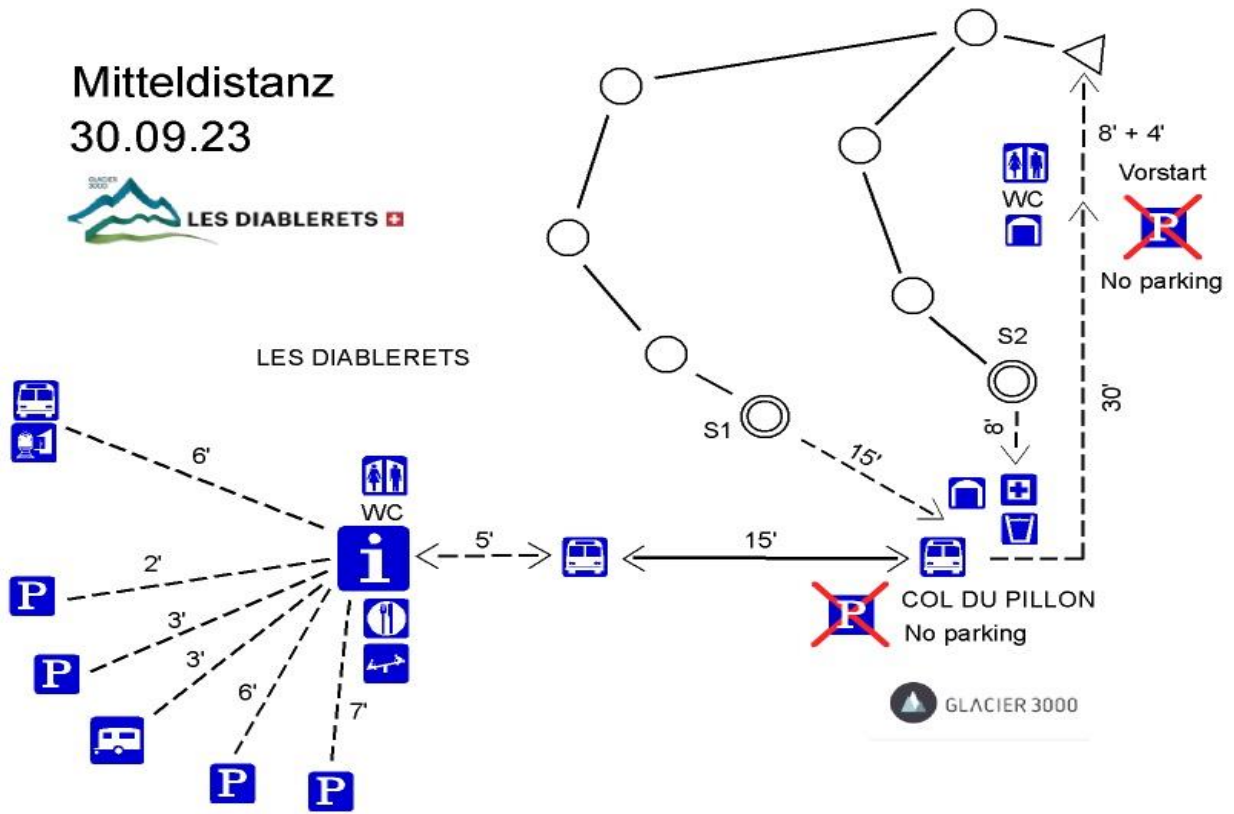 Mitteldistanz
30.09.23
GLACIER
3000
LES DIABLERETS
8' + 4'
Vorstart
WC
P
No parking
LES DIABLERETS
S2
30'
S1
8'
15'
6'
WC
i
5'
15'
2'
P
P
COL DU PILLON
No parking
3'
P
3'
6'
7'
GLACIER 3000
P
P